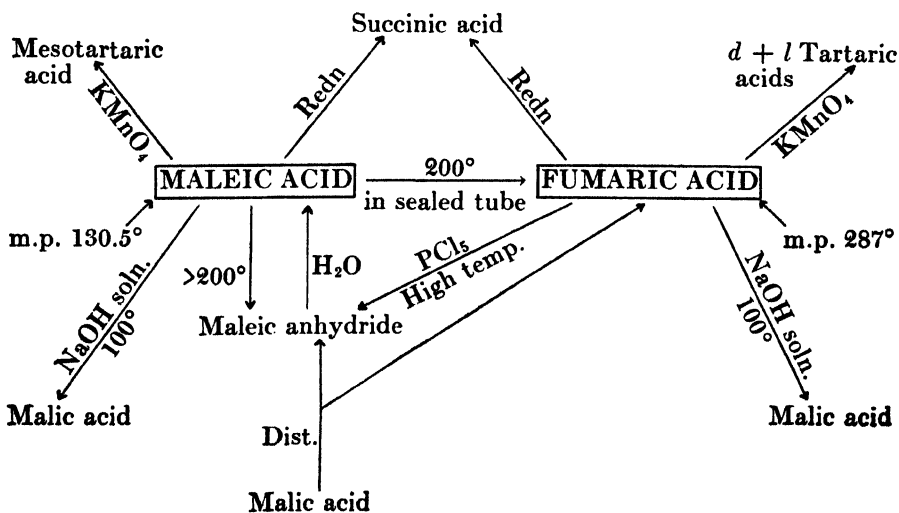 Succinic acid
Mesotartaric
acid
d + l Tartaric
acids
KMnO₄
Redn
Redn
KMnO₄
MALEIC ACID
200°
in sealed tube
FUMARIC ACID
m.p. 130.5°
m.p. 287°
NaOH soln.
100°
>200°
H₂O
PCl₅
High temp.
NaOH soln.
100°
Maleic anhydride
Malic acid
Malic acid
Dist.
Malic acid